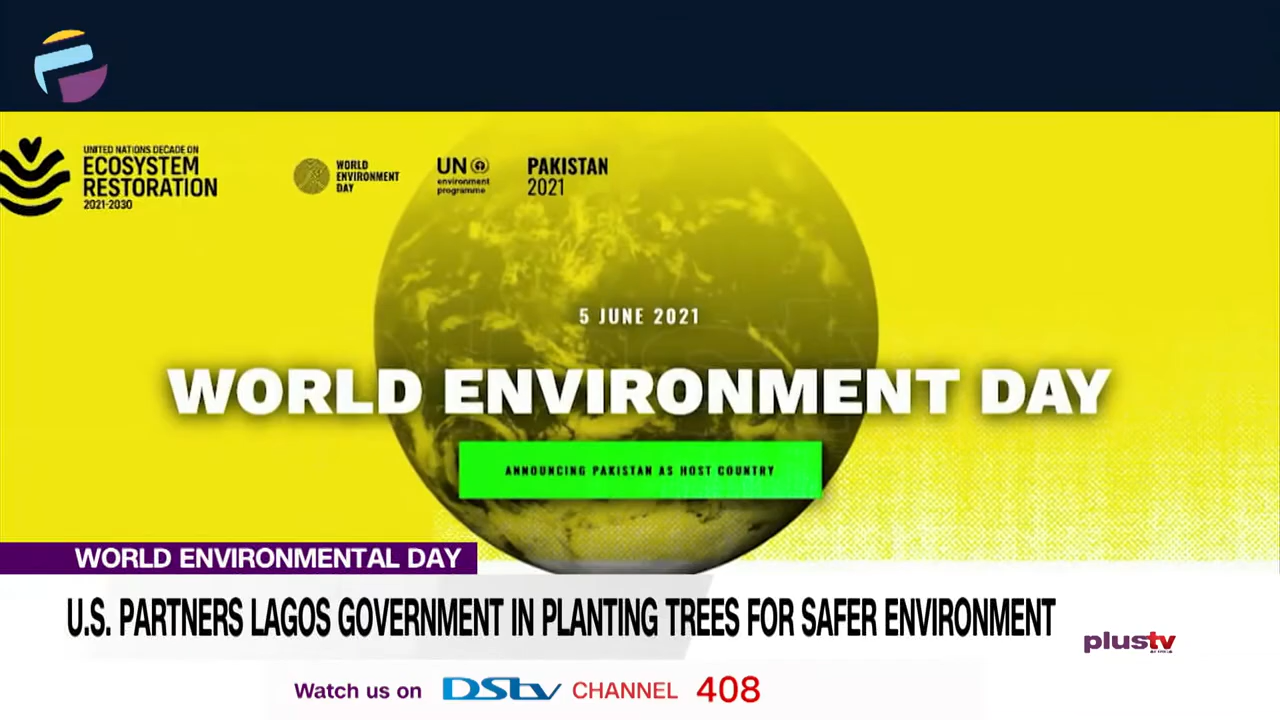 UNITED NATIONS DECADE ON
ECOSYSTEM
RESTORATION
2021-2030
WORLD
ENVIRONMENT
DAY
UN
environment
programme
PAKISTAN
2021
5 JUNE 2021
WORLD ENVIRONMENT DAY
ANNOUNCING PAKISTAN AS HOST COUNTRY
WORLD ENVIRONMENTAL DAY
U.S. PARTNERS LAGOS GOVERNMENT IN PLANTING TREES FOR SAFER ENVIRONMENT
plustv
Watch us on DStv CHANNEL 408